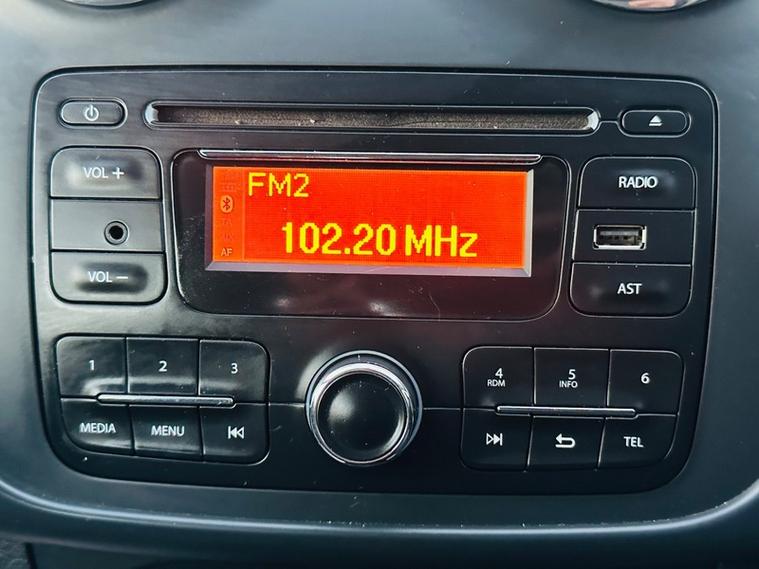 VOL +
VOL –
FM2
102.20 MHz
AF
RADIO
AST
1
2
3
MEDIA
MENU
4
RDM
5
INFO
6
TEL